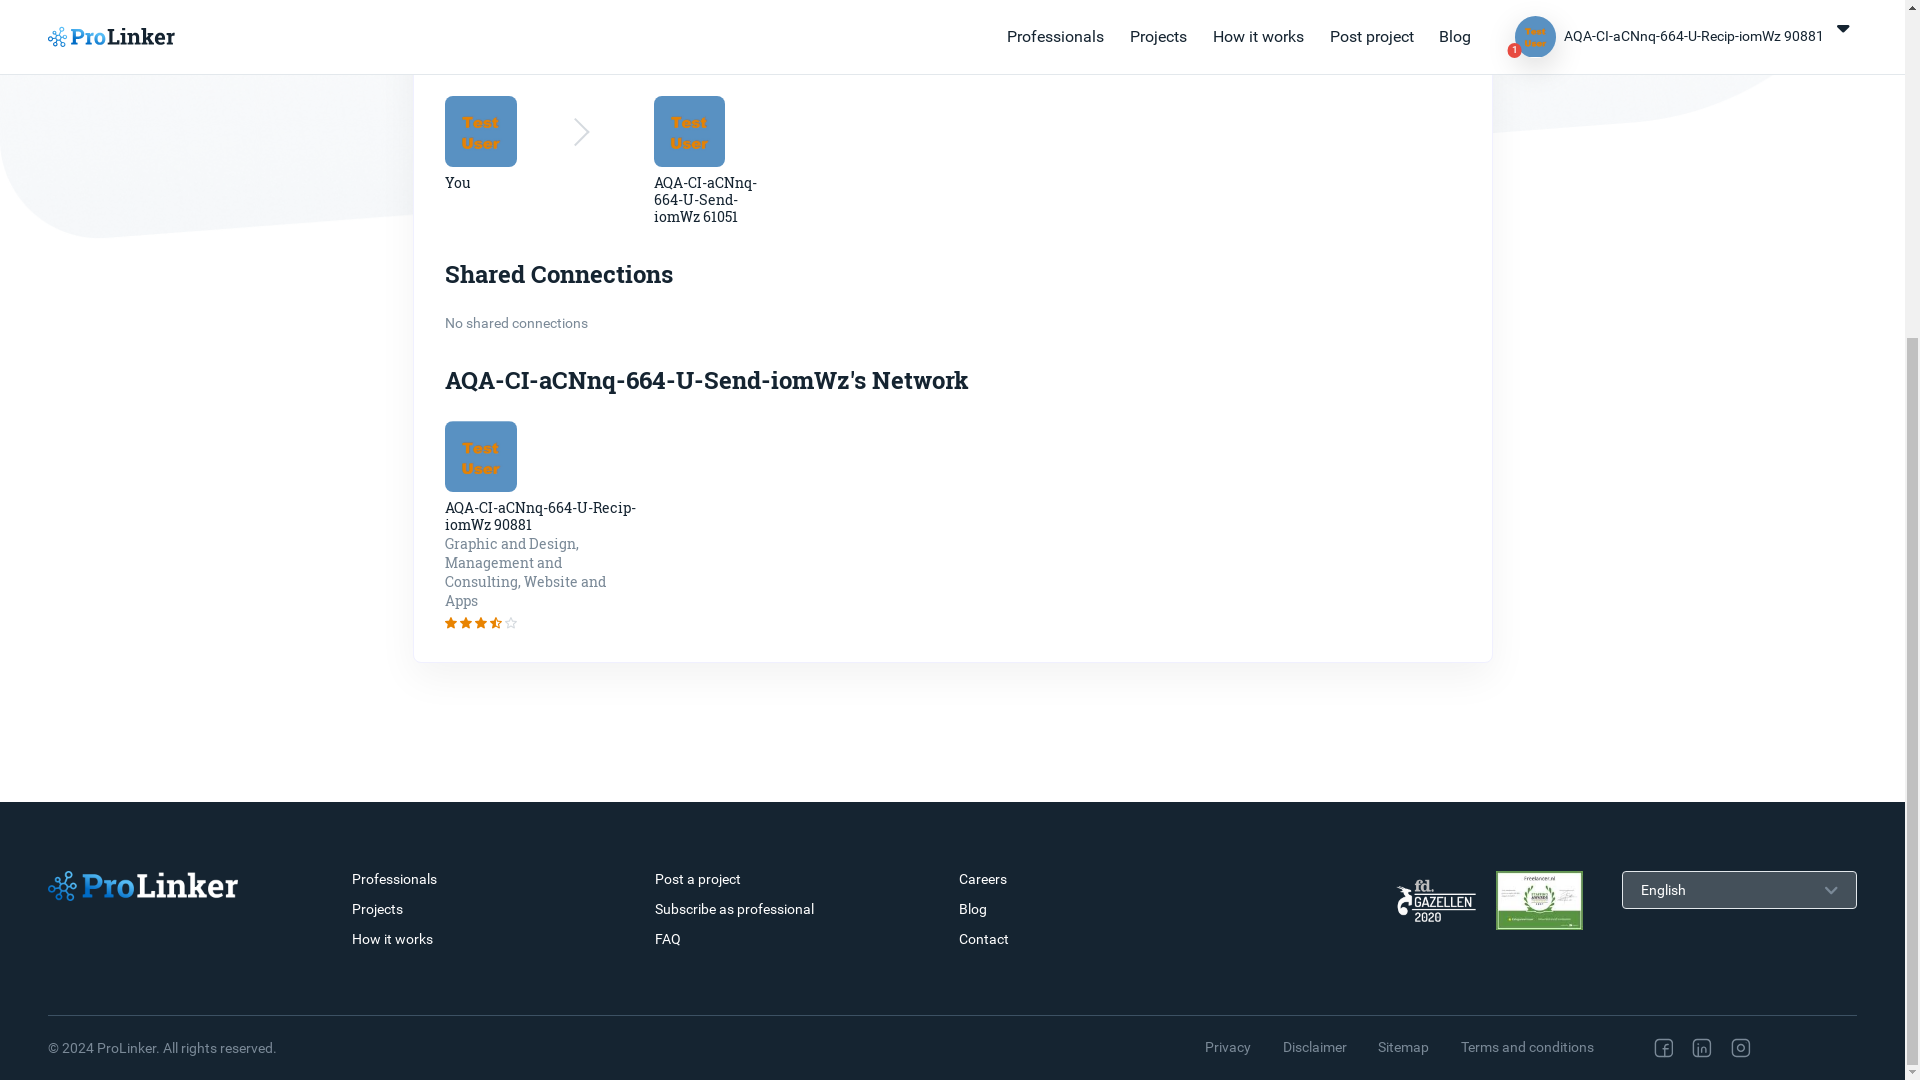 ProLinker
Professionals
Projects
How it works
Post project
Blog
Test
User
1
AQA-CI-aCNnq-664-U-Recip-iomWz 90881
Test
User
You
Test
User
AQA-CI-aCNnq-
664-U-Send-
iomWz 61051
Shared Connections
No shared connections
AQA-CI-aCNnq-664-U-Send-iomWz's Network
Test
User
AQA-CI-aCNnq-664-U-Recip-
iomWz 90881
Graphic and Design,
Management and
Consulting, Website and
Apps
ProLinker
Professionals
Projects
How it works
Post a project
Subscribe as professional
FAQ
Careers
Blog
Contact
fd.
GAZELLEN
2020
Freelancer.nl
English
© 2024 ProLinker. All rights reserved.
Privacy
Disclaimer
Sitemap
Terms and conditions